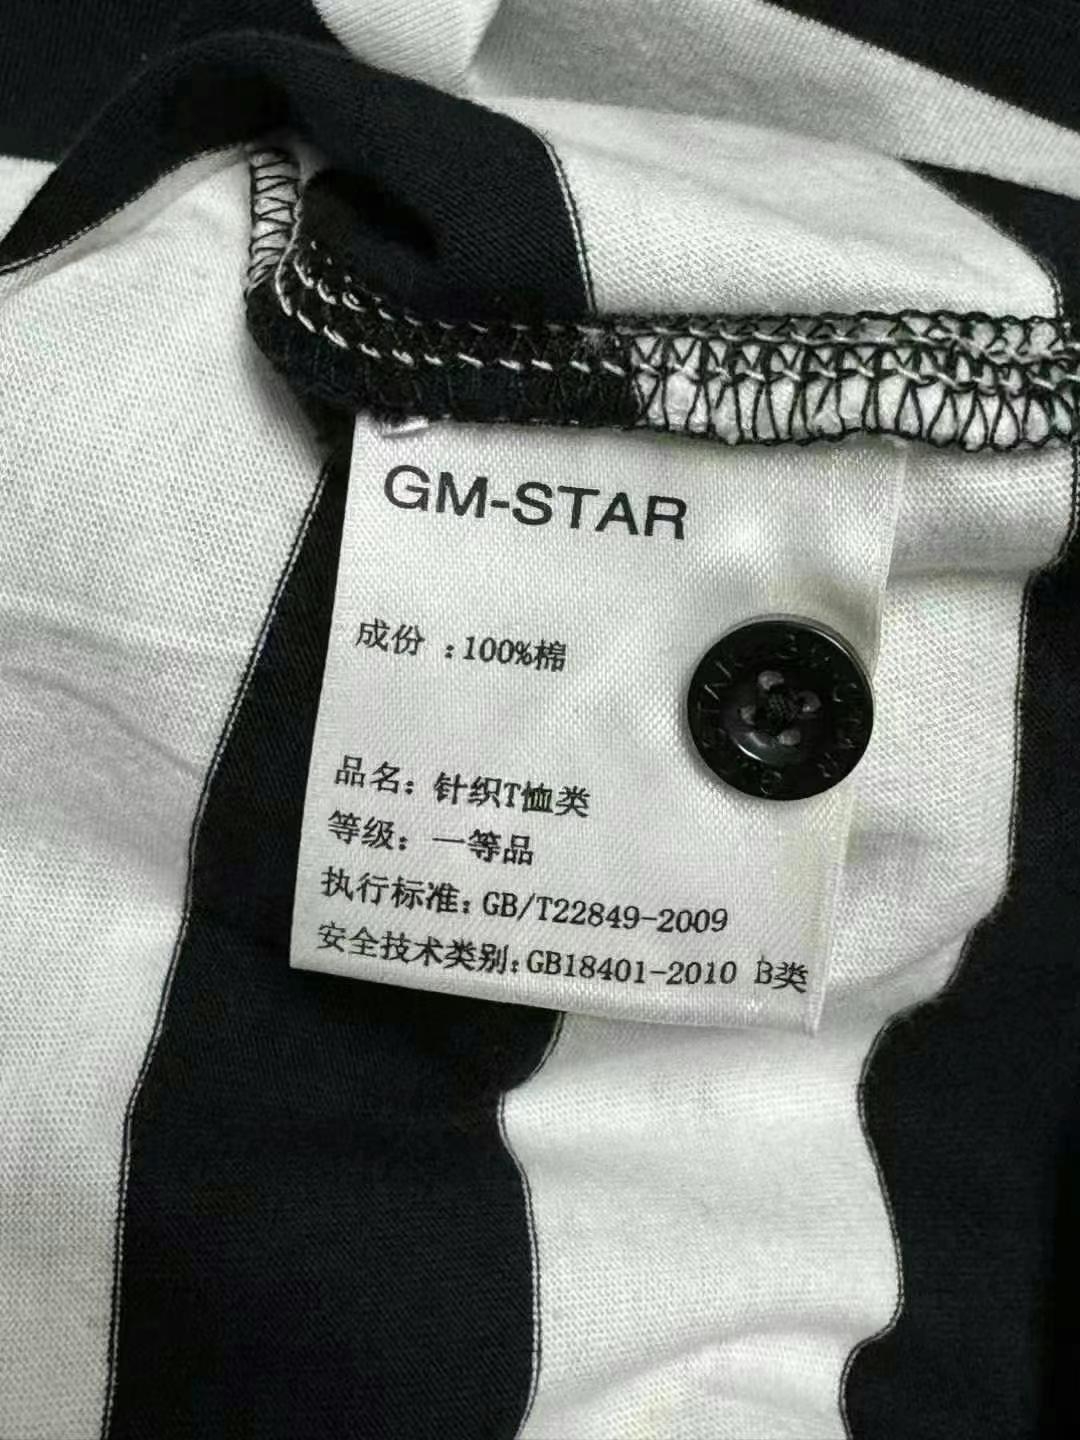 GM-STAR
成份 :100%棉
品名: 针织T恤类
等级: 一等品
执行标准: GB/T22849-2009
安全技术类别: GB18401-2010 B类